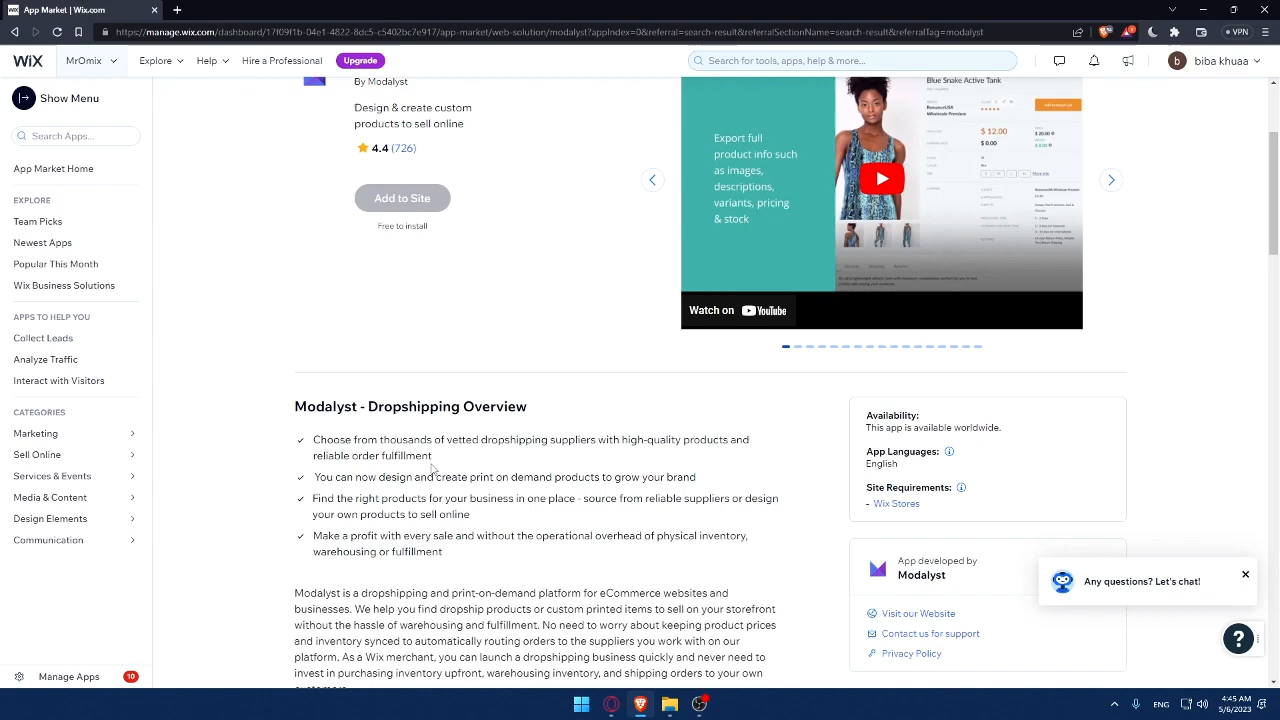 App Market | Wix.com
https://manage.wix.com/dashboard/17f09f1b-04e1-4822-8dc5-c5402bc7e917/app-market/web-solution/modalyst?appIndex=0&referral=search-result&referralSectionName=search-result&referralTag=modalyst
VPN
WiX
MrOmix
Explore
Help
Hire a Professional
Upgrade
Search for tools, apps, help & more...
biba khruza
Show Menu
Search Apps...
App Market Home
EXPLORE
Team Picks
Newest Apps
Popular This Month
Wix Business Solutions
APPS TO HELP YOU
Collect Leads
Analyze Traffic
Interact with Visitors
CATEGORIES
Marketing
Sell Online
Services & Events
Media & Content
Design Elements
Communication
Manage Apps
10
By Modalyst
Design & create custom
products to sell online
4.4 (726)
Add to Site
Free to install
Export full
product info such
as images,
descriptions,
variants, pricing
& stock
Blue Snake Active Tank
$ 12.00
$ 0.00
Watch on YouTube
Modalyst - Dropshipping Overview
Choose from thousands of vetted dropshipping suppliers with high-quality products and
reliable order fulfillment
You can now design and create print on demand products to grow your brand
Find the right products for your business in one place - source from reliable suppliers or design
your own products to sell online
Make a profit with every sale and without the operational overhead of physical inventory,
warehousing or fulfillment
Modalyst is a dropshipping and print-on-demand platform for eCommerce websites and
businesses. We help you find dropship products or custom printed items to sell on your storefront
without the hassle of warehousing and fulfillment. No need to worry about keeping product prices
and inventory synced to automatically routing orders to the suppliers you work with on our
platform. As a Wix merchant, you can launch a dropshipping business quickly and never need to
invest in purchasing inventory upfront, warehousing inventory, and shipping orders to your own
Availability:
This app is available worldwide.
App Languages:
English
Site Requirements:
- Wix Stores
App developed by
Modalyst
Visit our Website
Contact us for support
Privacy Policy
Any questions? Let's chat!
ENG
4:45 AM
5/6/2023